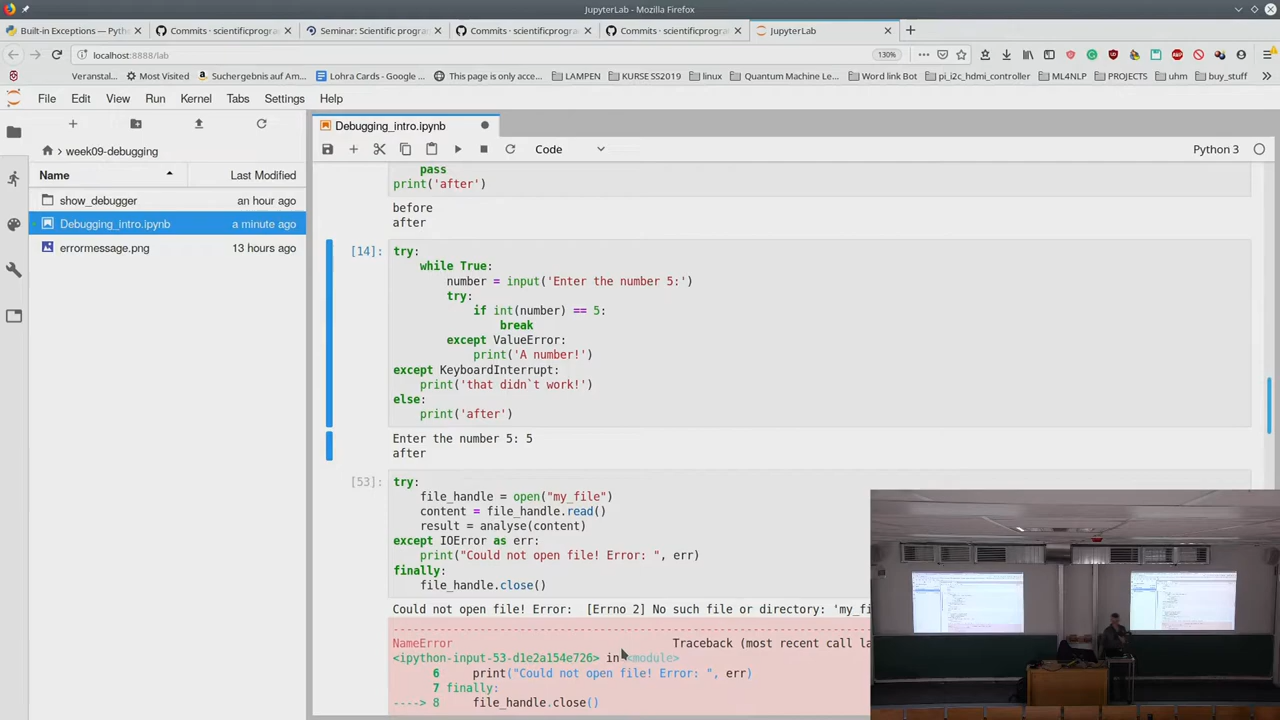 JupyterLab - Mozilla Firefox
Built-in Exceptions — Pyth
Commits · scientificprogra
Seminar: Scientific progra
Commits · scientificprogra
Commits · scientificprogra
JupyterLab
localhost:8888/lab
130%
Veranstal...
Most Visited
Suchergebnis auf Am...
Lohra Cards - Google ...
This page is only acce...
LAMPEN
KURSE SS2019
linux
Quantum Machine Le...
Word link Bot
pi_i2c_hdmi_controller
ML4NLP
PROJECTS
uhm
buy_stuff
File Edit View Run Kernel Tabs Settings Help
Debugging_intro.ipynb
Code
Python 3
week09-debugging
Name Last Modified
show_debugger an hour ago
Debugging_intro.ipynb a minute ago
errormessage.png 13 hours ago
pass
print('after')
before
after
[14]: try:
while True:
number = input('Enter the number 5:')
try:
if int(number) == 5:
break
except ValueError:
print('A number!')
except KeyboardInterrupt:
print('that didn`t work!')
else:
print('after')
Enter the number 5: 5
after
[53]: try:
file_handle = open("my_file")
content = file_handle.read()
result = analyse(content)
except IOError as err:
print("Could not open file! Error: ", err)
finally:
file_handle.close()
Could not open file! Error: [Errno 2] No such file or directory: 'my_fi
NameError Traceback (most recent call la
<ipython-input-53-d1e2a154e726> in <module>
6 print("Could not open file! Error: ", err)
7 finally:
----> 8 file_handle.close()